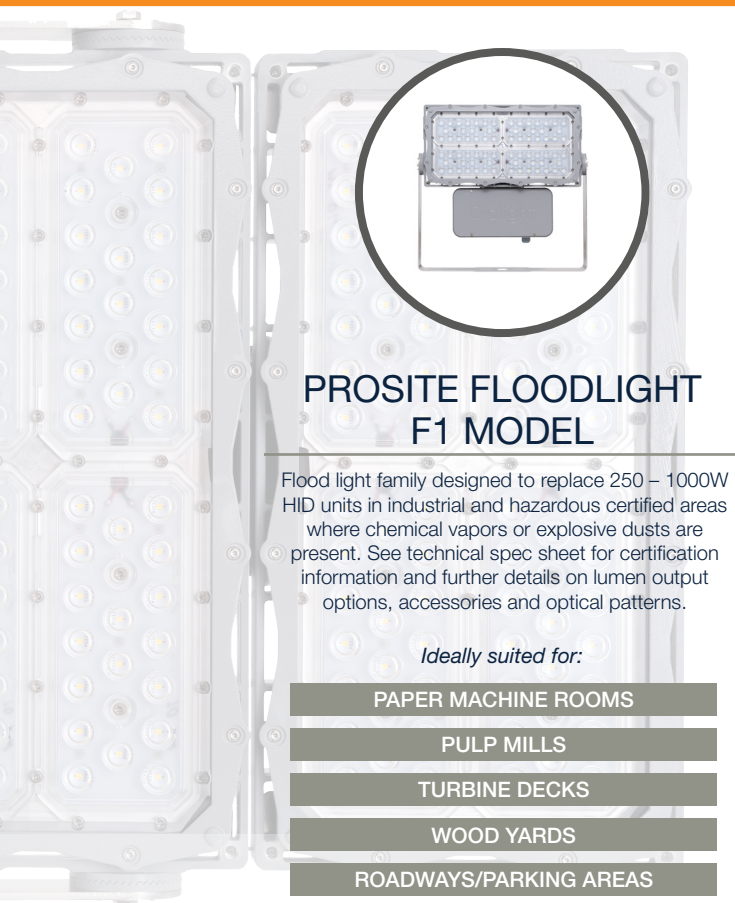 PROSITE FLOODLIGHT
F1 MODEL
Flood light family designed to replace 250 – 1000W
HID units in industrial and hazardous certified areas
where chemical vapors or explosive dusts are
present. See technical spec sheet for certification
information and further details on lumen output
options, accessories and optical patterns.
Ideally suited for:
PAPER MACHINE ROOMS
PULP MILLS
TURBINE DECKS
WOOD YARDS
ROADWAYS/PARKING AREAS